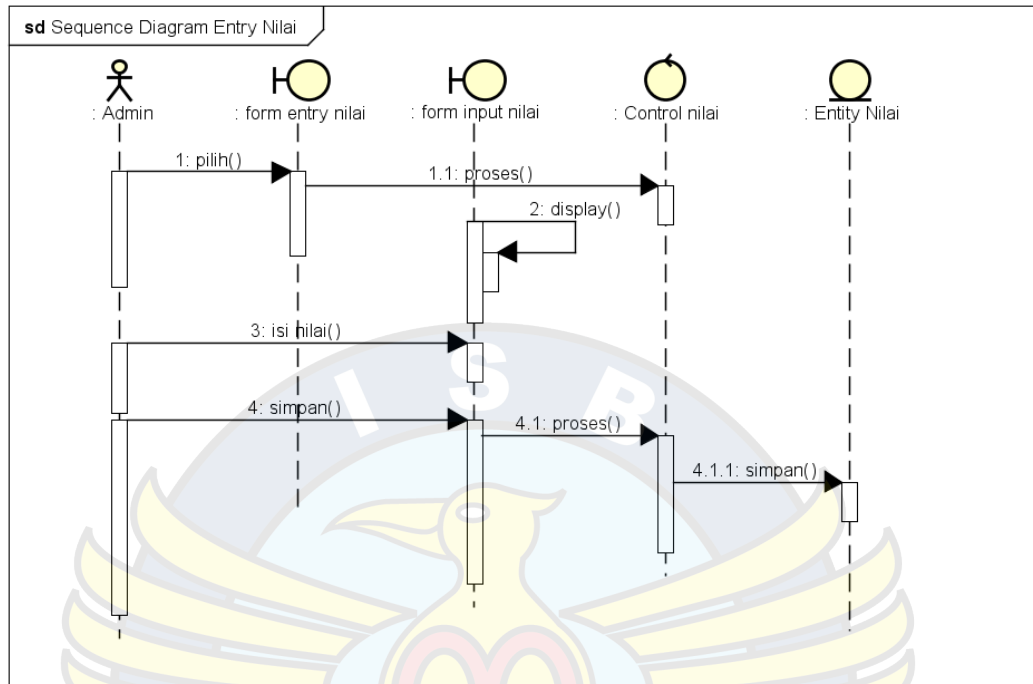 sd Sequence Diagram Entry Nilai
: Admin
: form entry nilai
: form input nilai
: Control nilai
: Entity Nilai
1: pilih()
1.1: proses()
2: display()
3: isi nilai()
4: simpan()
4.1: proses()
4.1.1: simpan()
I S B